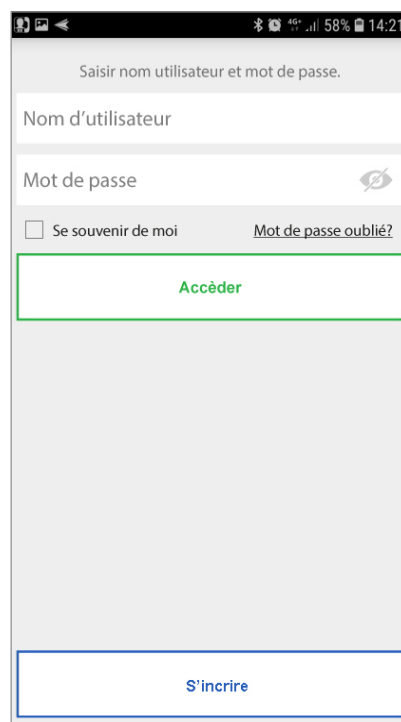 4G+ 58% 14:21
Saisir nom utilisateur et mot de passe.
Nom d'utilisateur
Mot de passe
Se souvenir de moi Mot de passe oublié?
Accèder
S'incrire